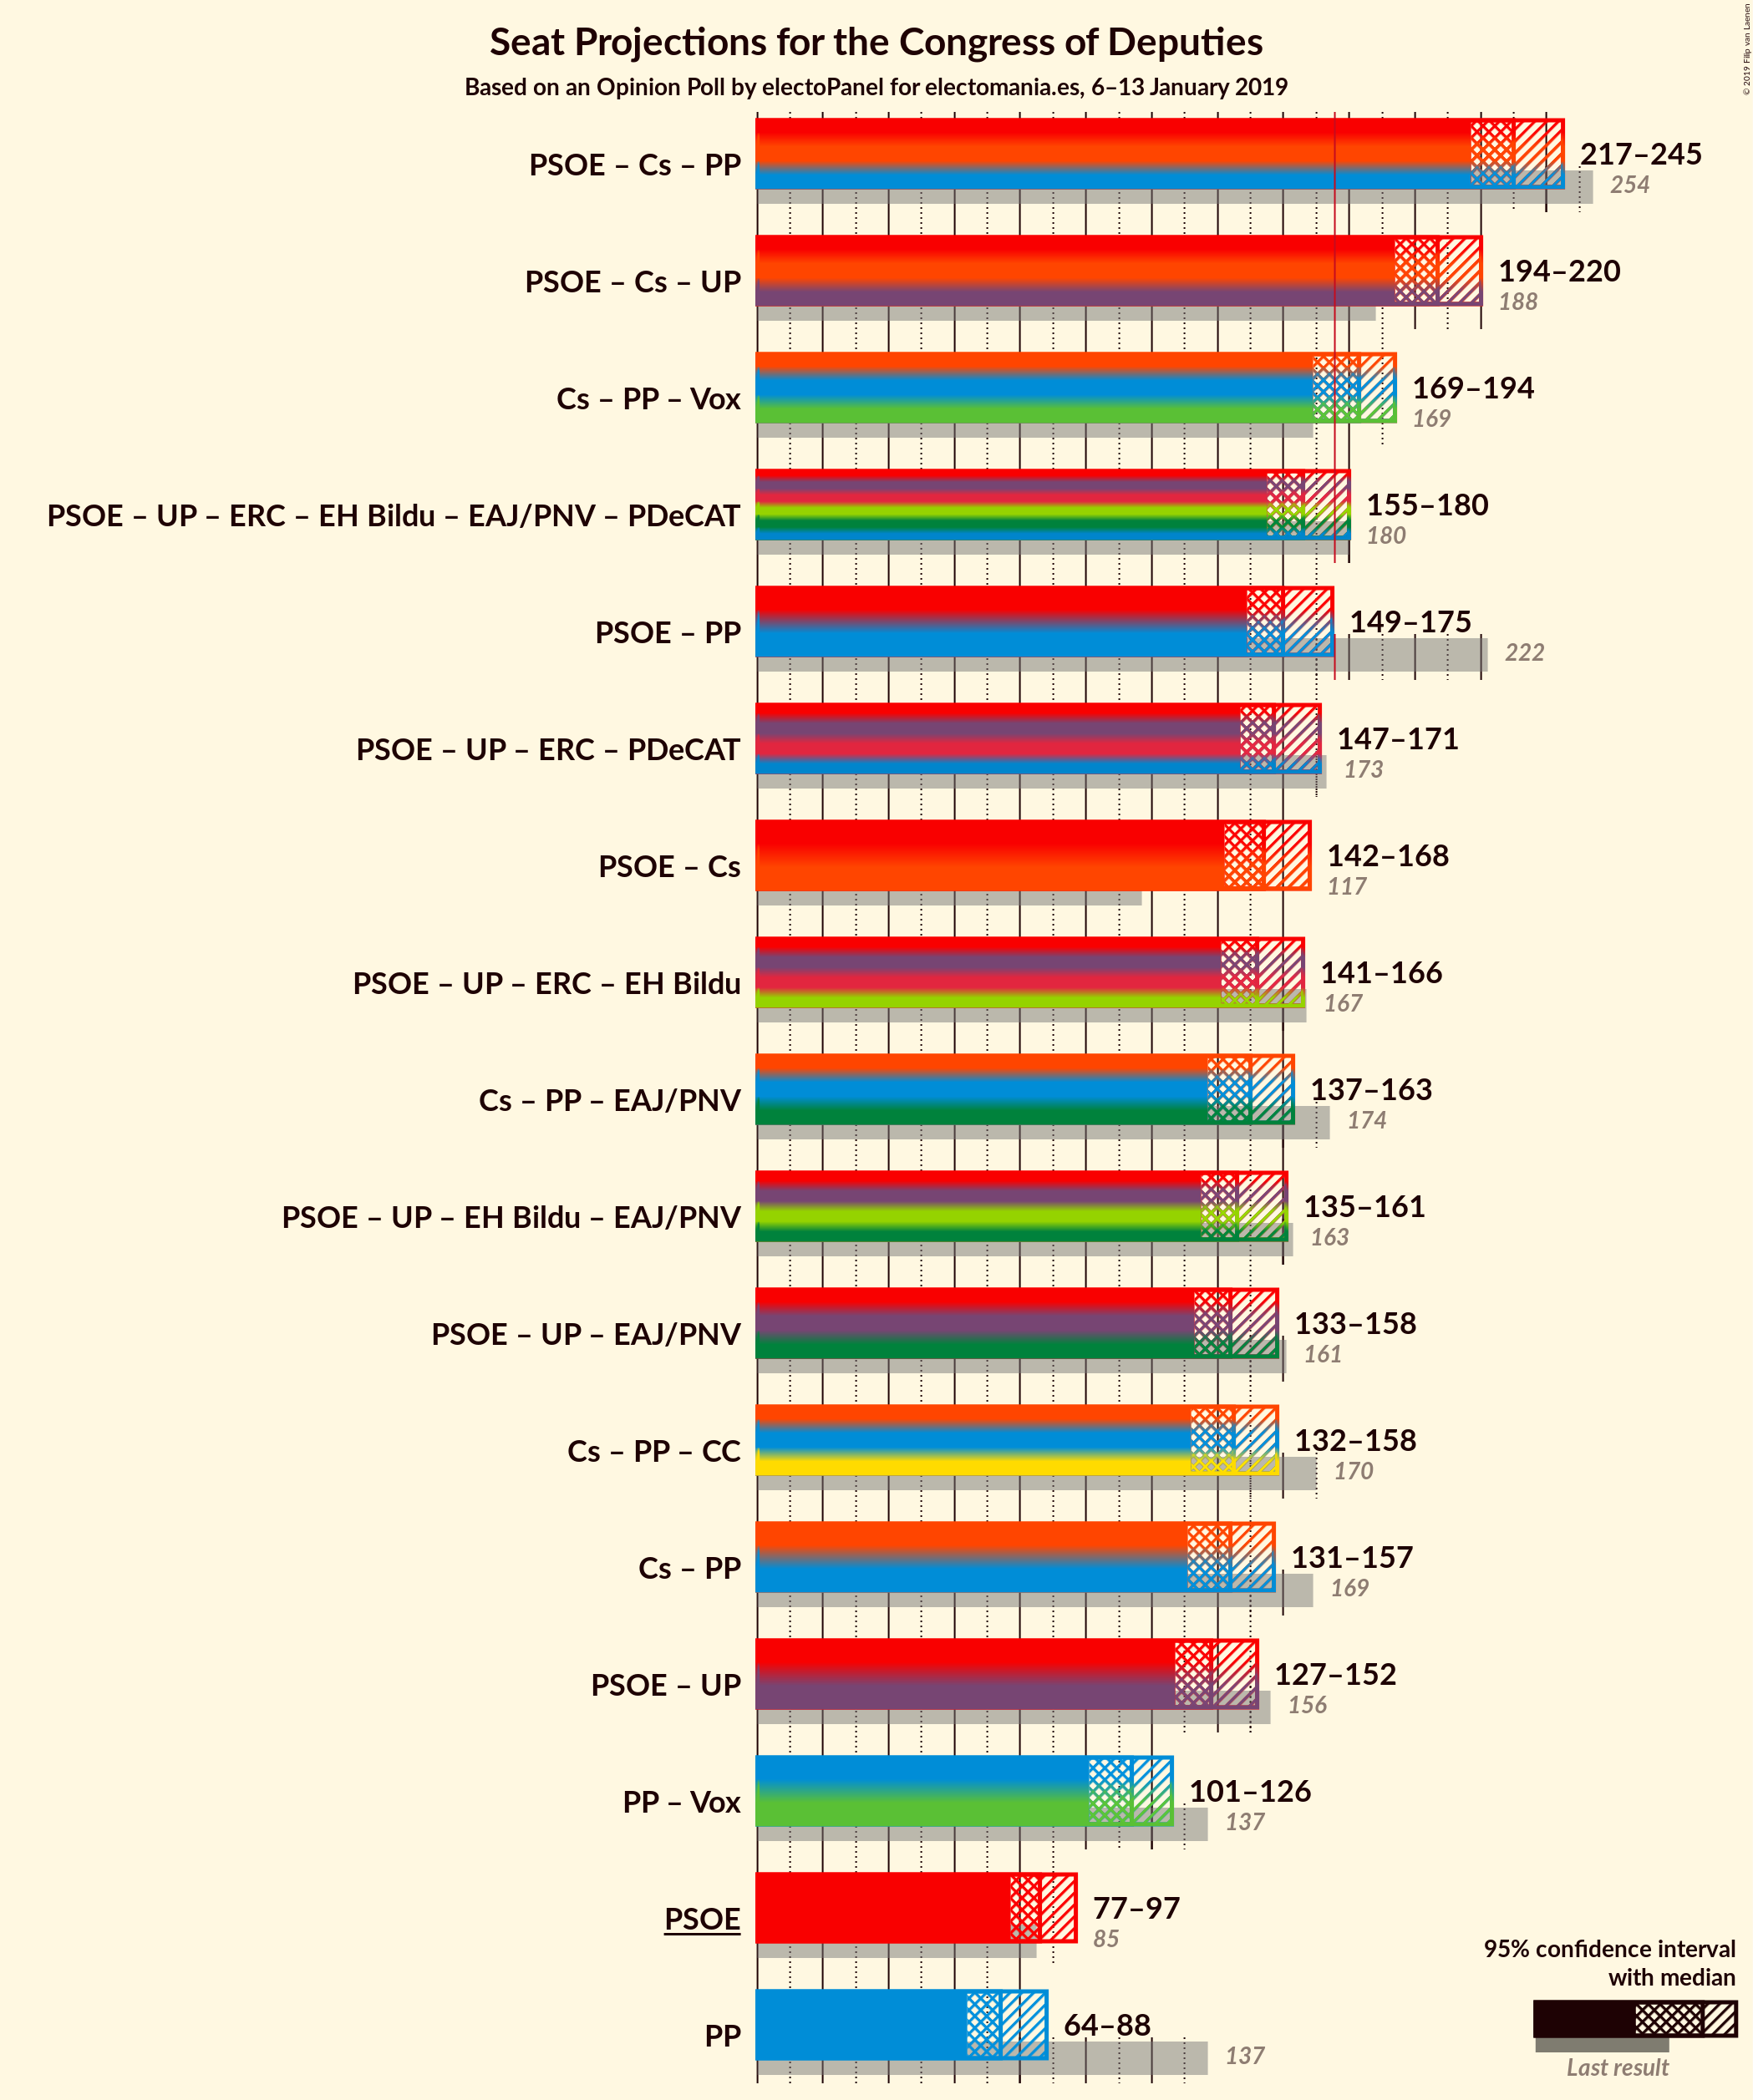 Seat Projections for the Congress of Deputies
Based on an Opinion Poll by electoPanel for electomania.es, 6–13 January 2019
© 2019 Filip van Laenen
PSOE – Cs – PP
217–245
254
PSOE – Cs – UP
194–220
188
Cs – PP – Vox
169–194
169
PSOE – UP – ERC – EH Bildu – EAJ/PNV – PDeCAT
155–180
180
PSOE – PP
149–175
222
PSOE – UP – ERC – PDeCAT
147–171
173
PSOE – Cs
142–168
117
PSOE – UP – ERC – EH Bildu
141–166
167
Cs – PP – EAJ/PNV
137–163
174
PSOE – UP – EH Bildu – EAJ/PNV
135–161
163
PSOE – UP – EAJ/PNV
133–158
161
Cs – PP – CC
132–158
170
Cs – PP
131–157
169
PSOE – UP
127–152
156
PP – Vox
101–126
137
PSOE
77–97
85
PP
64–88
137
95% confidence interval
with median
Last result